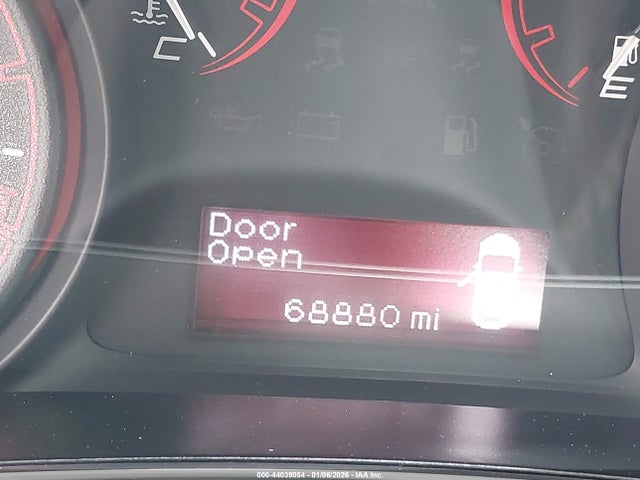 C
E
Door
Open
68880 mi
000-44039054 - 01/06/2026 - IAA Inc.